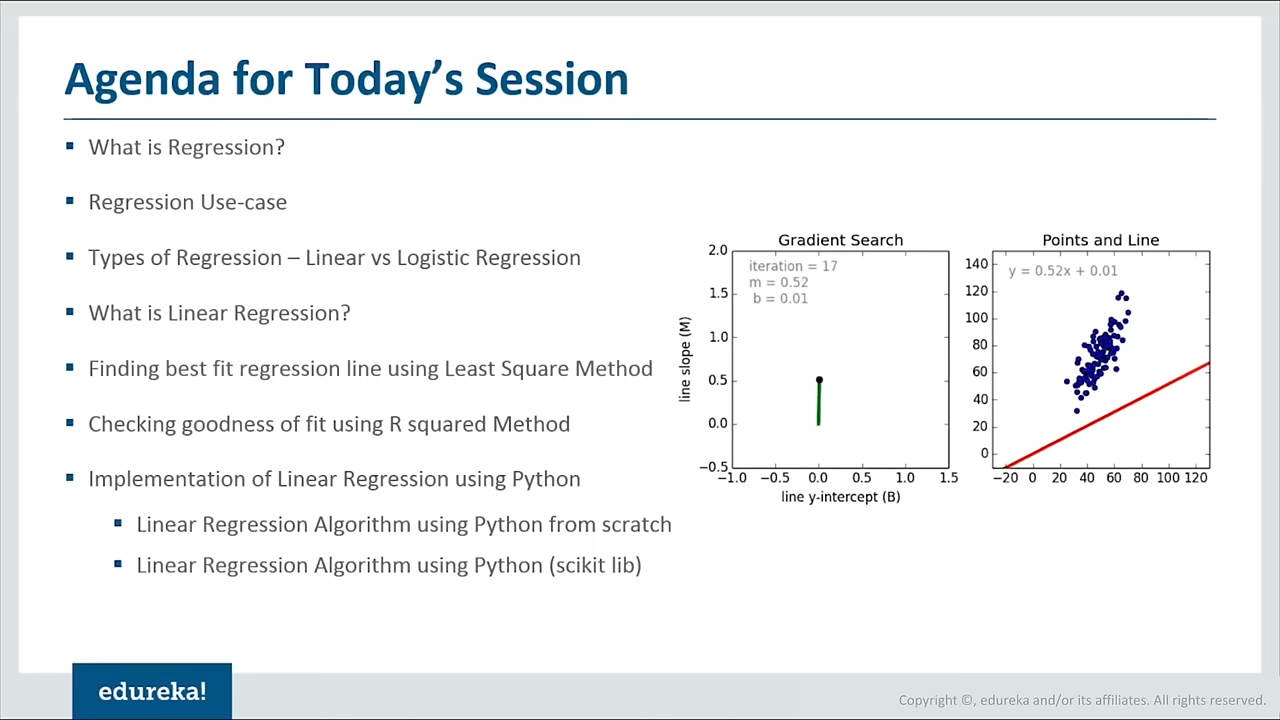 Agenda for Today’s Session
▪ What is Regression?
▪ Regression Use-case
▪ Types of Regression – Linear vs Logistic Regression
▪ What is Linear Regression?
▪ Finding best fit regression line using Least Square Method
▪ Checking goodness of fit using R squared Method
▪ Implementation of Linear Regression using Python
▪ Linear Regression Algorithm using Python from scratch
▪ Linear Regression Algorithm using Python (scikit lib)
Gradient Search
iteration = 17
m = 0.52
b = 0.01
line slope (M)
2.0
1.5
1.0
0.5
0.0
−0.5
−1.0 −0.5 0.0 0.5 1.0 1.5
line y-intercept (B)
Points and Line
y = 0.52x + 0.01
140
120
100
80
60
40
20
0
−20 0 20 40 60 80 100 120
edureka!
Copyright ©, edureka and/or its affiliates. All rights reserved.